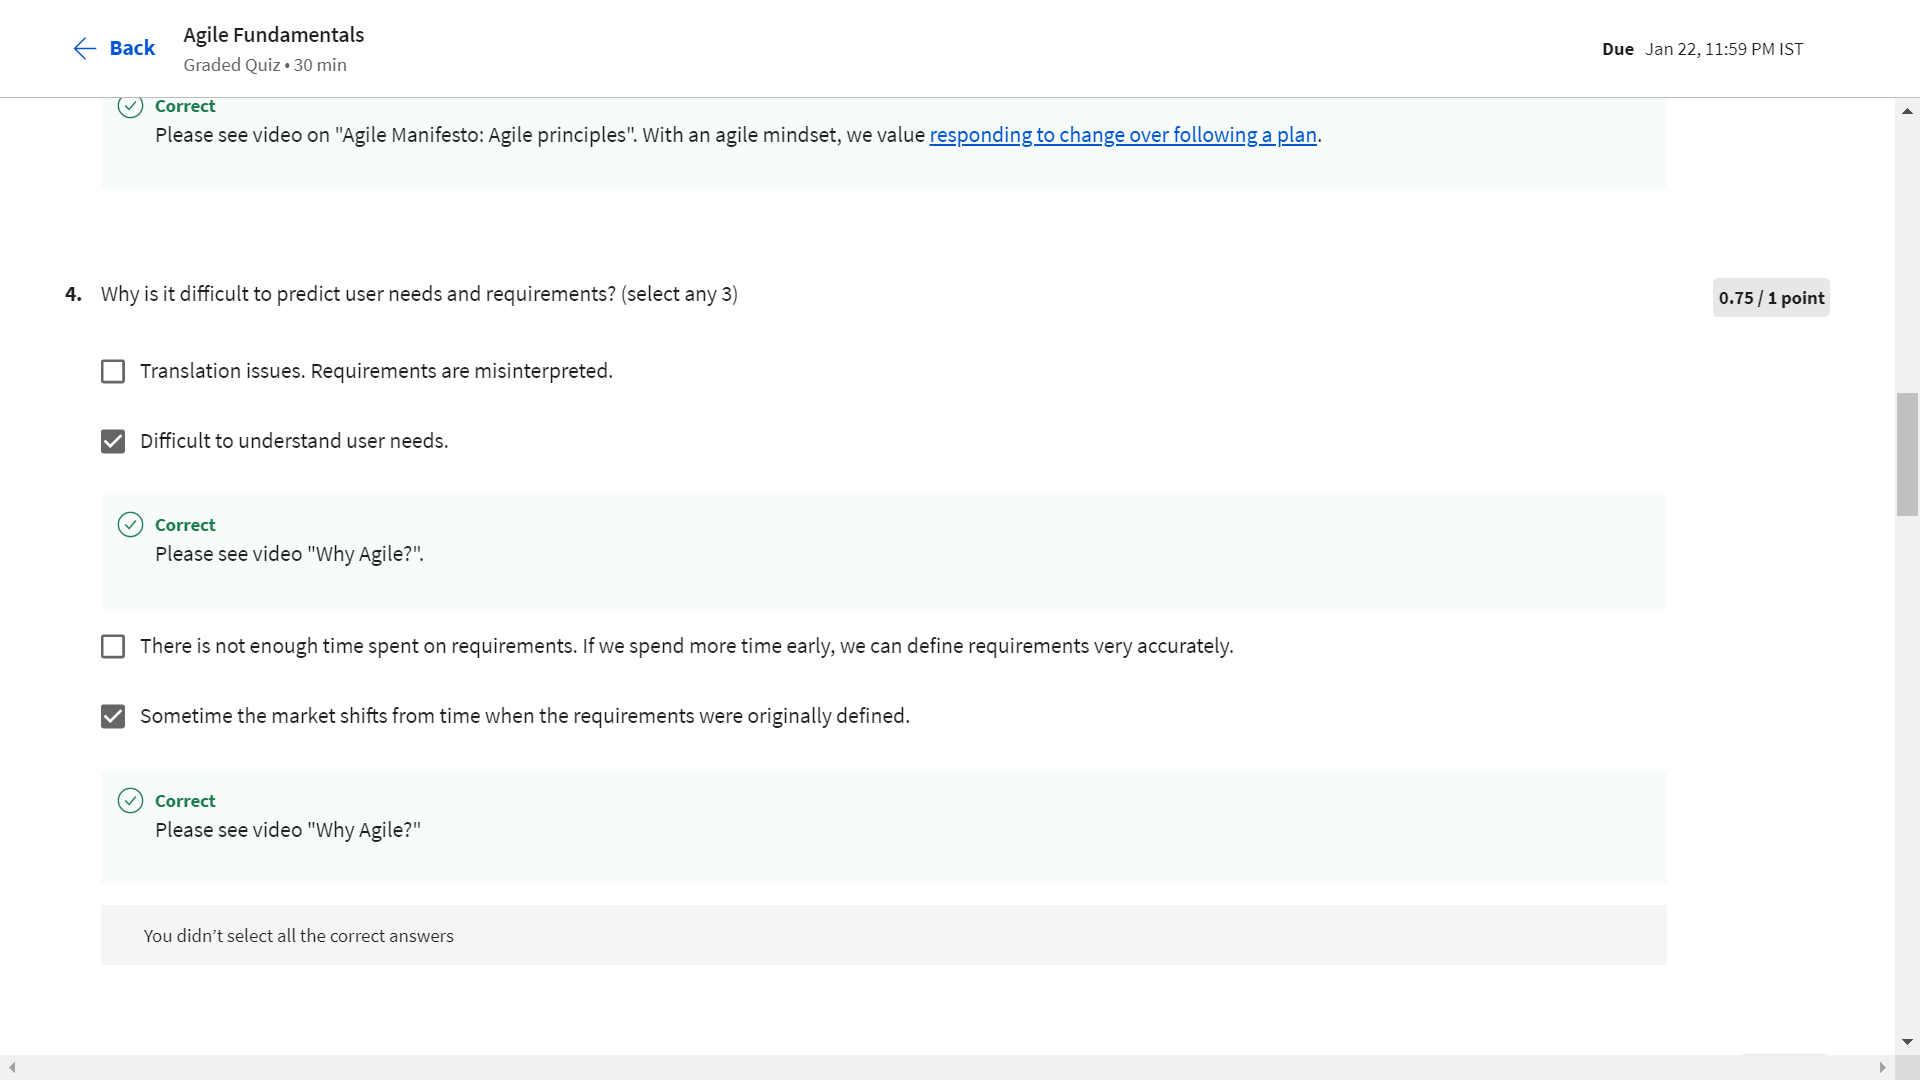 Back
Agile Fundamentals
Graded Quiz • 30 min
Due Jan 22, 11:59 PM IST
Correct
Please see video on "Agile Manifesto: Agile principles". With an agile mindset, we value responding to change over following a plan.
4. Why is it difficult to predict user needs and requirements? (select any 3)
0.75 / 1 point
Translation issues. Requirements are misinterpreted.
Difficult to understand user needs.
Correct
Please see video "Why Agile?".
There is not enough time spent on requirements. If we spend more time early, we can define requirements very accurately.
Sometime the market shifts from time when the requirements were originally defined.
Correct
Please see video "Why Agile?"
You didn’t select all the correct answers